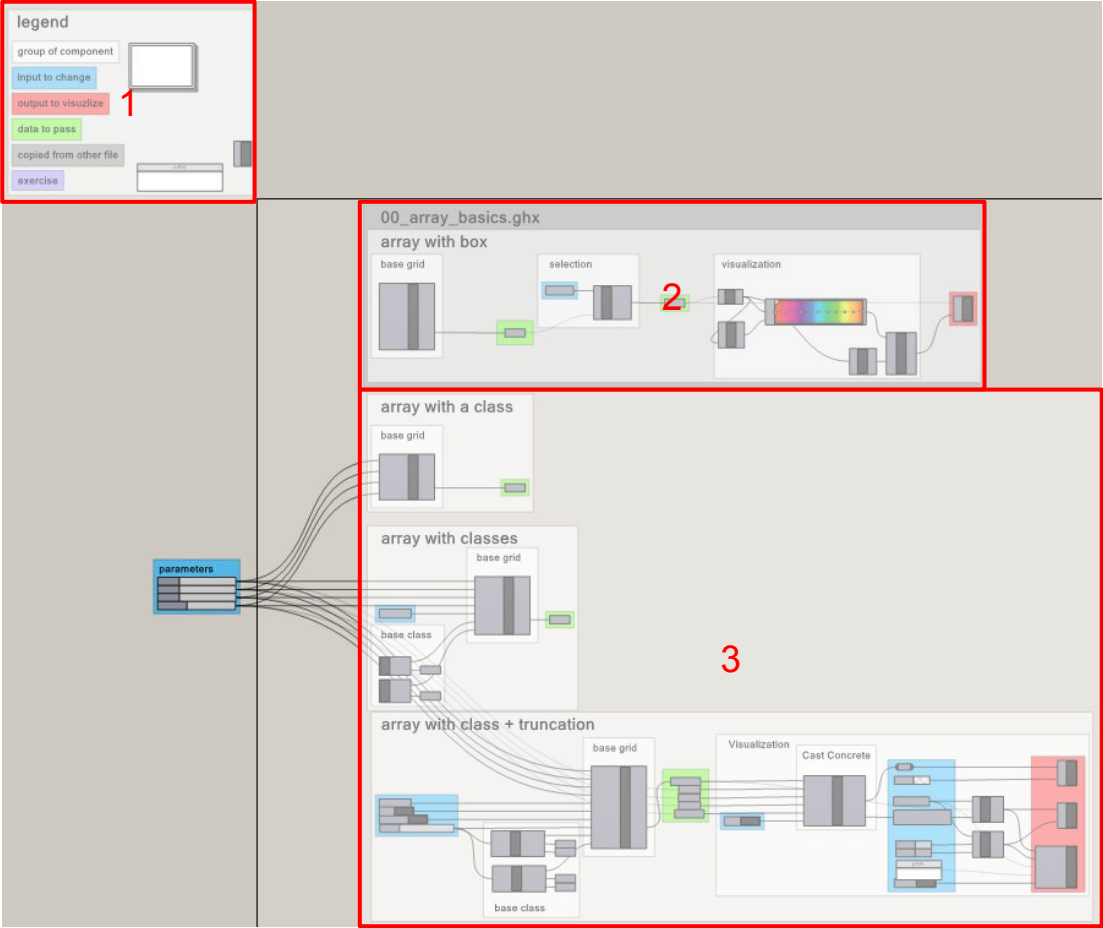 legend
group of component
input to change
output to visuzlize
data to pass
copied from other file
exercise
1
00_array_basics.ghx
array with box
base grid
selection
visualization
2
array with a class
base grid
array with classes
base grid
parameters
base class
3
array with class + truncation
base grid
Visualization
Cast Concrete
base class